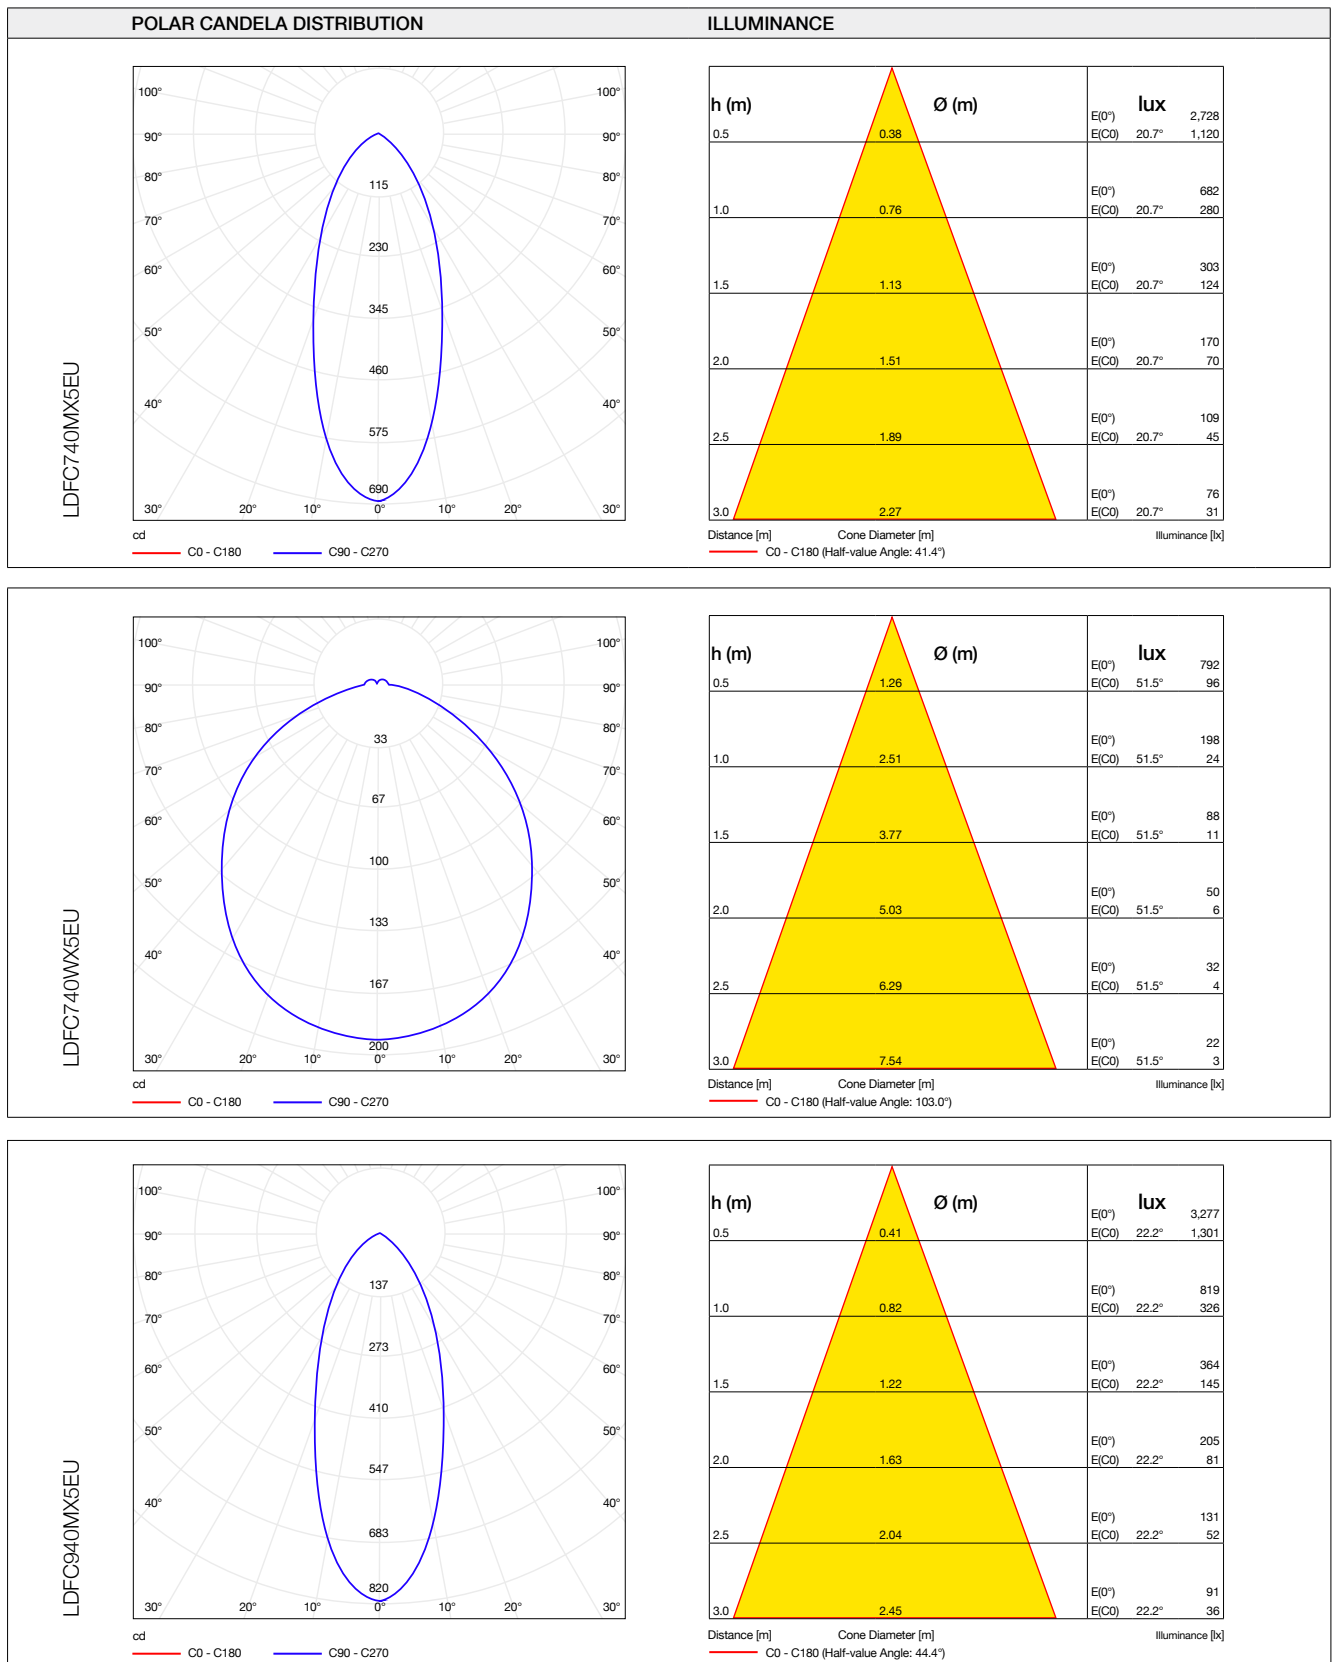 POLAR CANDELA DISTRIBUTION ILLUMINANCE
LDFC740MX5EU
100° 100°
90° 90°
80° 80°
70° 70°
60° 60°
50° 50°
40° 40°
115
230
345
460
575
690
30° 20° 10° 0° 10° 20° 30°
cd
C0 - C180 C90 - C270
h (m) Ø (m) lux
E(0°) 2,728
0.5 0.38 E(C0) 20.7° 1,120
E(0°) 682
1.0 0.76 E(C0) 20.7° 280
E(0°) 303
1.5 1.13 E(C0) 20.7° 124
E(0°) 170
2.0 1.51 E(C0) 20.7° 70
E(0°) 109
2.5 1.89 E(C0) 20.7° 45
E(0°) 76
3.0 2.27 E(C0) 20.7° 31
Distance [m] Cone Diameter [m] Illuminance [lx]
C0 - C180 (Half-value Angle: 41.4°)
LDFC740WX5EU
100° 100°
90° 90°
80° 80°
70° 70°
60° 60°
50° 50°
40° 40°
33
67
100
133
167
200
30° 20° 10° 0° 10° 20° 30°
cd
C0 - C180 C90 - C270
h (m) Ø (m) lux
E(0°) 792
0.5 1.26 E(C0) 51.5° 96
E(0°) 198
1.0 2.51 E(C0) 51.5° 24
E(0°) 88
1.5 3.77 E(C0) 51.5° 11
E(0°) 50
2.0 5.03 E(C0) 51.5° 6
E(0°) 32
2.5 6.29 E(C0) 51.5° 4
E(0°) 22
3.0 7.54 E(C0) 51.5° 3
Distance [m] Cone Diameter [m] Illuminance [lx]
C0 - C180 (Half-value Angle: 103.0°)
LDFC940MX5EU
100° 100°
90° 90°
80° 80°
70° 70°
60° 60°
50° 50°
40° 40°
137
273
410
547
683
820
30° 20° 10° 0° 10° 20° 30°
cd
C0 - C180 C90 - C270
h (m) Ø (m) lux
E(0°) 3,277
0.5 0.41 E(C0) 22.2° 1,301
E(0°) 819
1.0 0.82 E(C0) 22.2° 326
E(0°) 364
1.5 1.22 E(C0) 22.2° 145
E(0°) 205
2.0 1.63 E(C0) 22.2° 81
E(0°) 131
2.5 2.04 E(C0) 22.2° 52
E(0°) 91
3.0 2.45 E(C0) 22.2° 36
Distance [m] Cone Diameter [m] Illuminance [lx]
C0 - C180 (Half-value Angle: 44.4°)